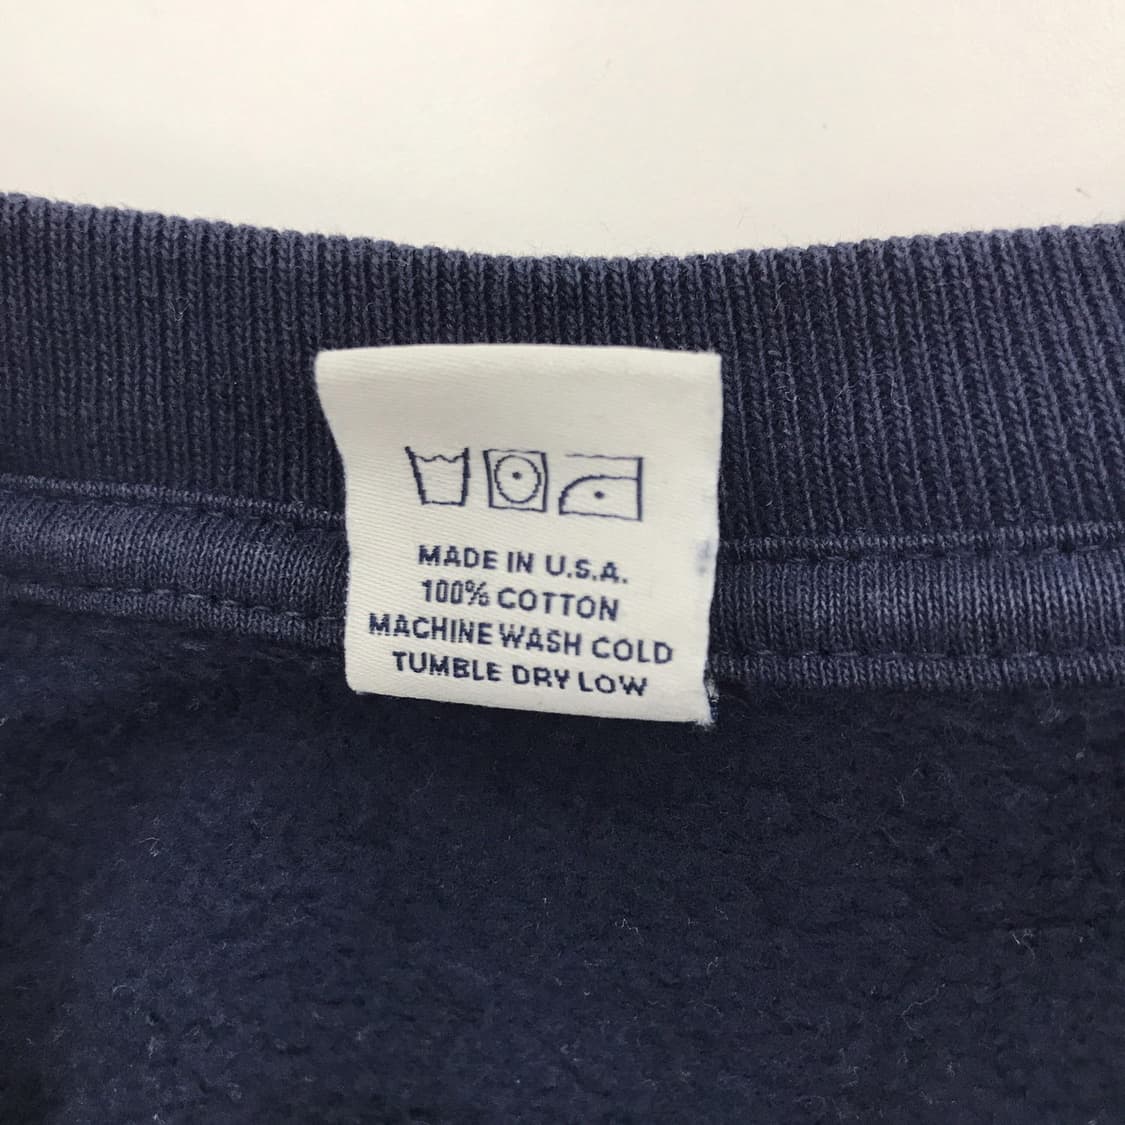 MADE IN U.S.A.
100% COTTON
MACHINE WASH COLD
TUMBLE DRY LOW